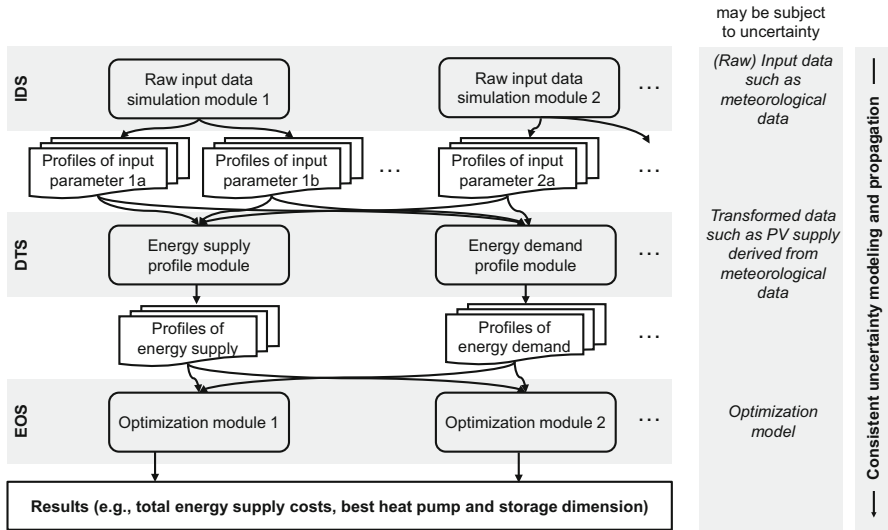 may be subject
to uncertainty
IDS
Raw input data
simulation module 1
Raw input data
simulation module 2
...
(Raw) Input data
such as
meteorological
data
Profiles of input
parameter 1a
Profiles of input
parameter 1b
...
Profiles of input
parameter 2a
...
DTS
Energy supply
profile module
Energy demand
profile module
...
Transformed data
such as PV supply
derived from
meteorological
data
Profiles of
energy supply
Profiles of
energy demand
...
EOS
Optimization module 1
Optimization module 2
...
Optimization
model
Results (e.g., total energy supply costs, best heat pump and storage dimension)
Consistent uncertainty modeling and propagation